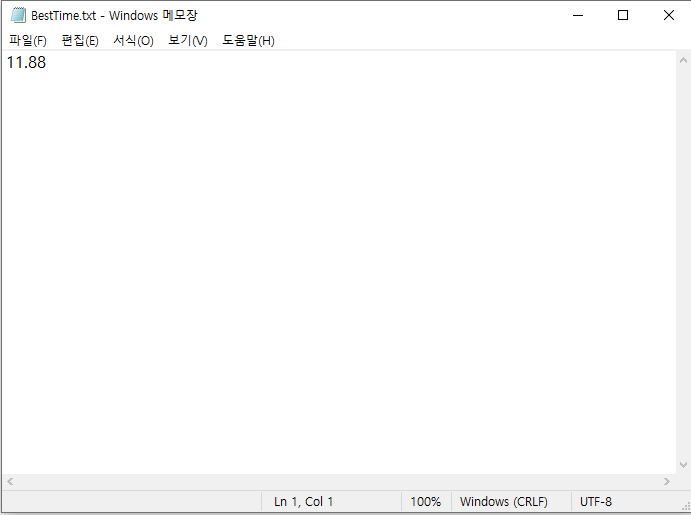 BestTime.txt - Windows 메모장
파일(F) 편집(E) 서식(O) 보기(V) 도움말(H)
11.88
Ln 1, Col 1 100% Windows (CRLF) UTF-8